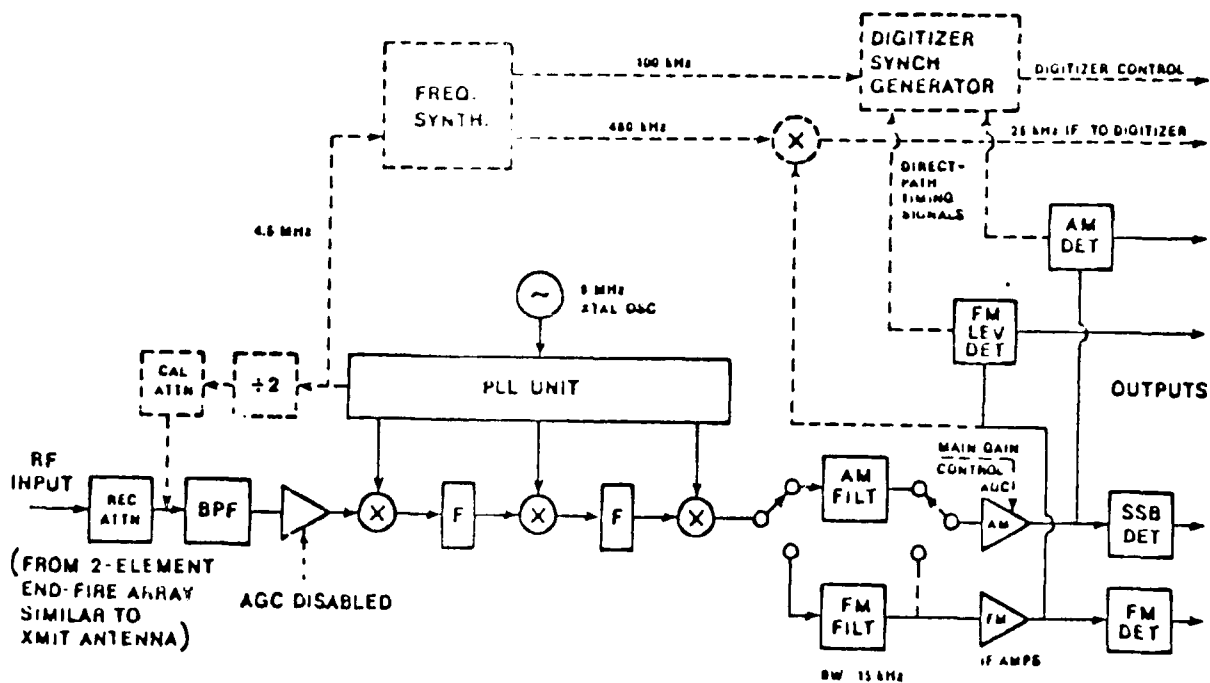 DIGITIZER
SYNCH
GENERATOR
100 kHz
DIGITIZER CONTROL
FREQ.
SYNTH.
480 kHz
25 kHz IF TO DIGITIZER
DIRECT-
PATH
TIMING
SIGNALS
4.5 MHz
AM
DET
9 MHz
XTAL OSC
FM
LEV
DET
CAL
ATTN
÷2
PLL UNIT
OUTPUTS
RF
INPUT
REC
ATTN
BPF
F
F
AM
FILT
MAIN GAIN
CONTROL
AM
SSB
DET
(FROM 2-ELEMENT
END-FIRE ARRAY
SIMILAR TO
XMIT ANTENNA)
AGC DISABLED
FM
FILT
FM
FM
DET
IF AMPS
BW 15 kHz